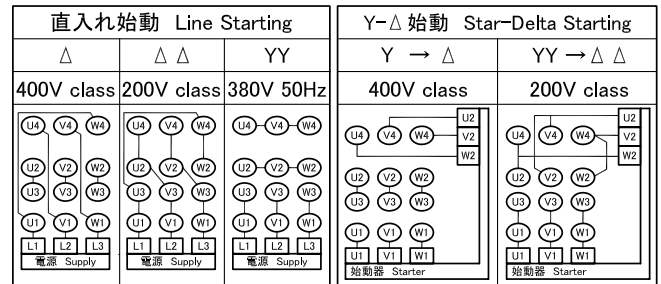 直入れ始動 Line Starting
Y-Δ 始動 Star-Delta Starting
Δ
Δ Δ
YY
Y → Δ
YY → Δ Δ
400V class
200V class
380V 50Hz
400V class
200V class
U4 V4 W4
U2 V2 W2
U3 V3 W3
U1 V1 W1
L1 L2 L3
電源 Supply
U4 V4 W4
U2 V2 W2
U3 V3 W3
U1 V1 W1
L1 L2 L3
電源 Supply
U4 V4 W4
U2 V2 W2
U3 V3 W3
U1 V1 W1
L1 L2 L3
電源 Supply
U2
V2
W2
U4 V4 W4
U2 V2 W2
U3 V3 W3
U1 V1 W1
U1 V1 W1
始動器 Starter
U2
V2
W2
U4 V4 W4
U2 V2 W2
U3 V3 W3
U1 V1 W1
U1 V1 W1
始動器 Starter